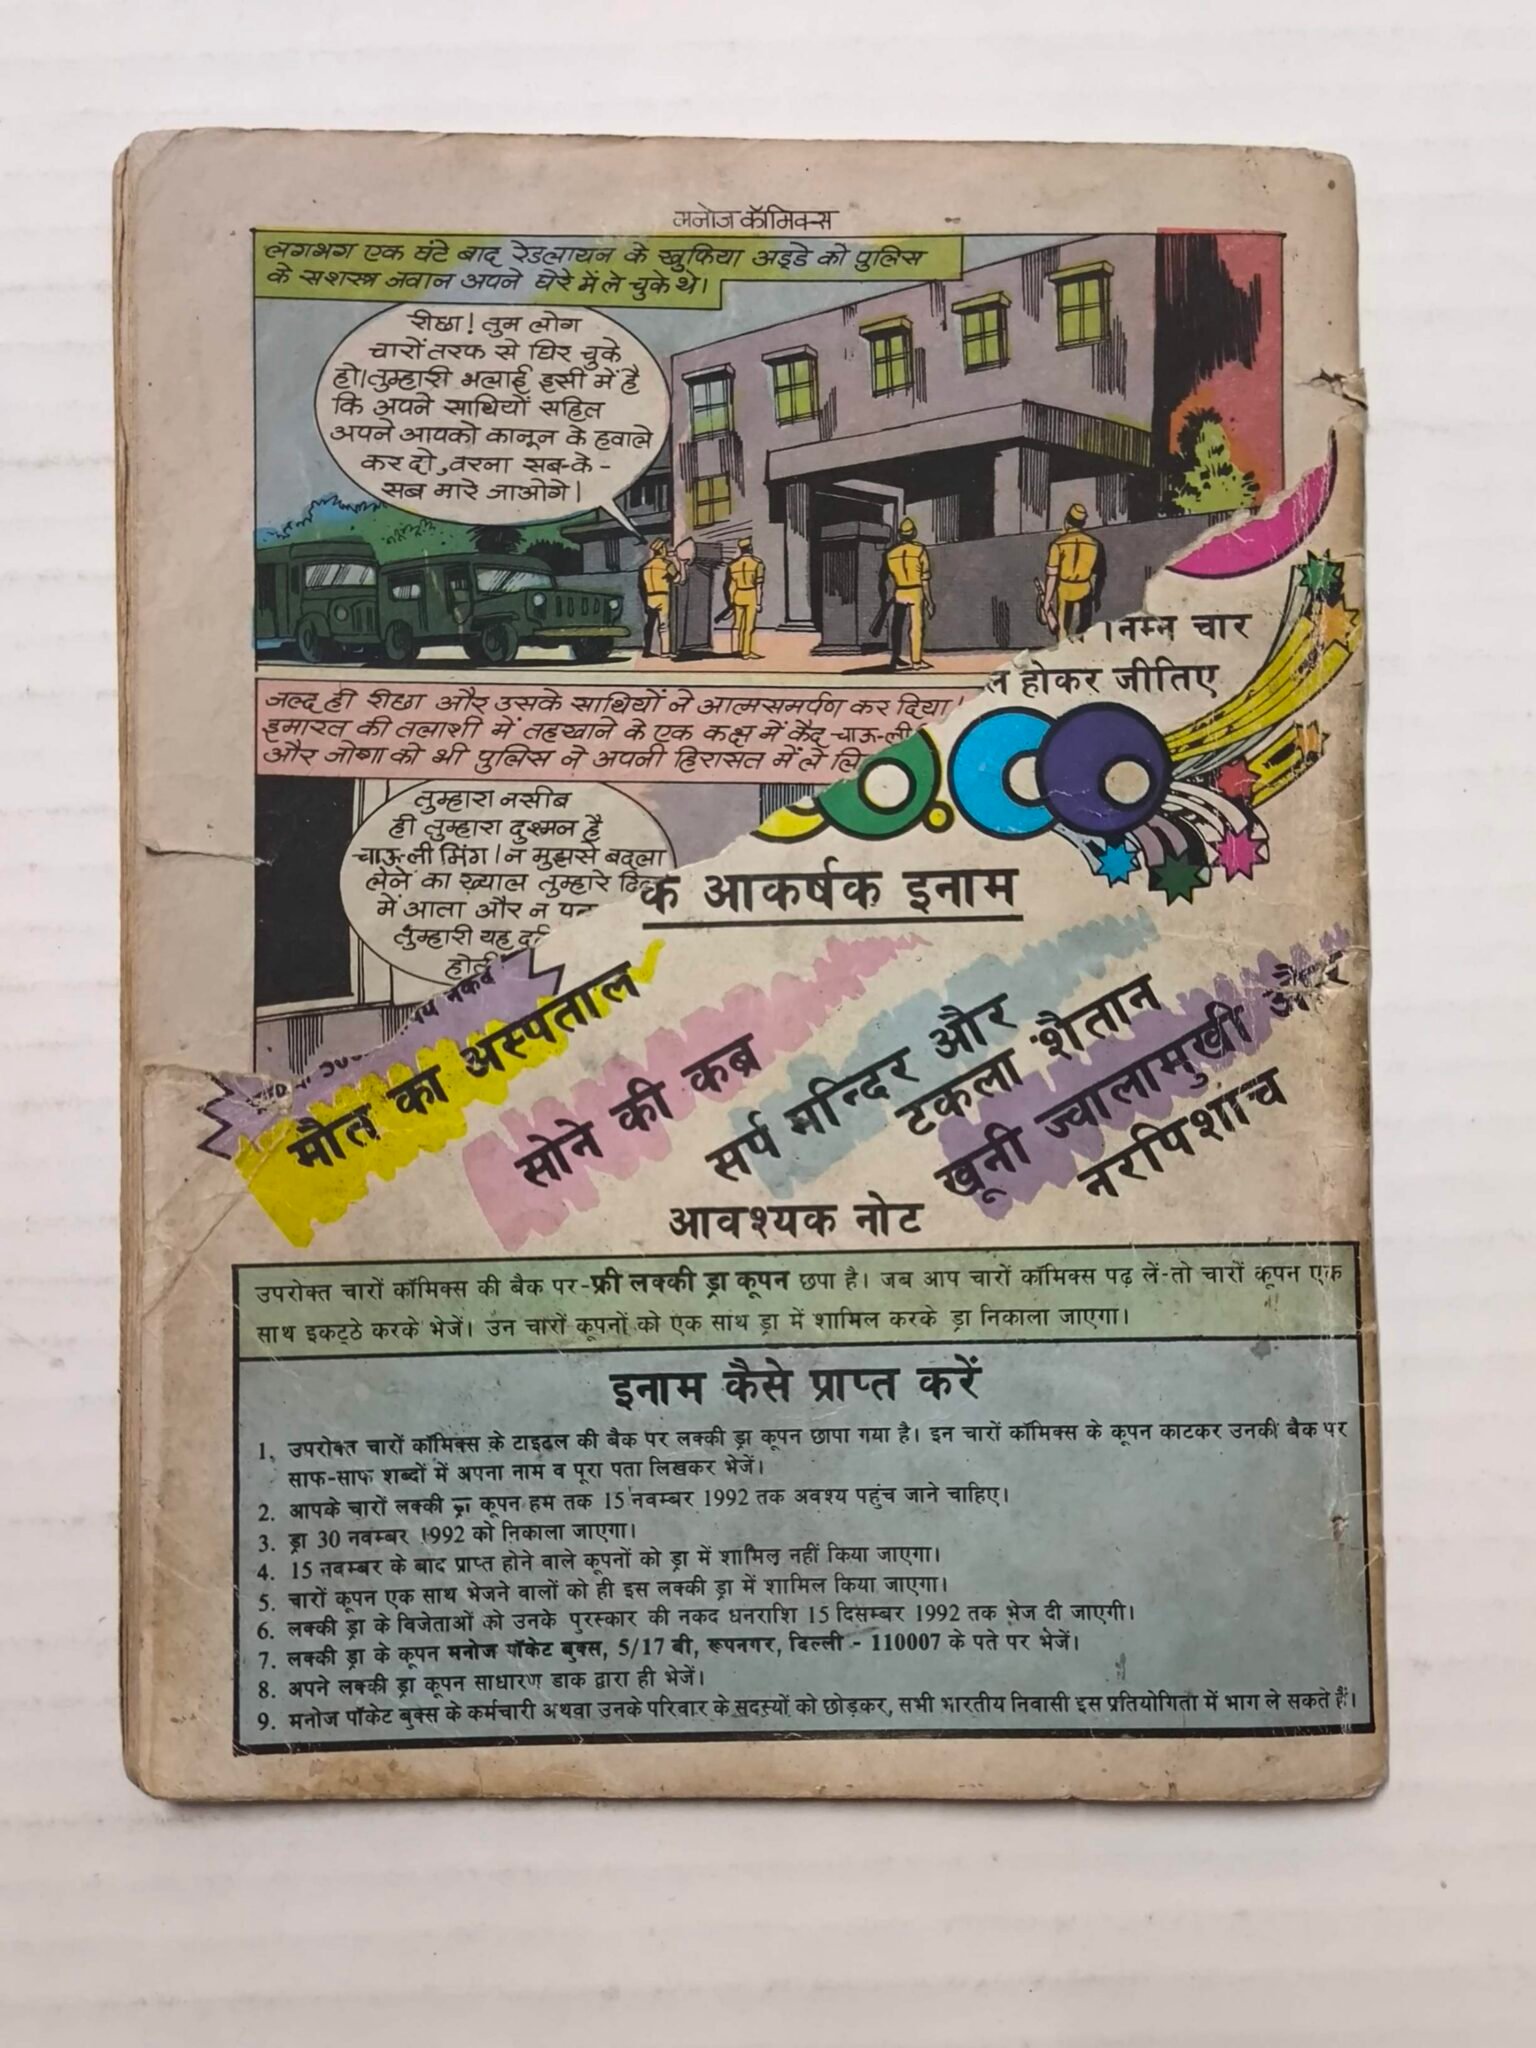 मनोज कॉमिक्स
लगभग एक घंटे बाद रेडलायन के खुफिया अड्डे को पुलिस
के सशस्त्र जवान अपने घेरे में ले चुके थे।
रीछा! तुम लोग
चारों तरफ से घिर चुके
हो। तुम्हारी भलाई इसी में है
कि अपने साथियों सहित
अपने आपको कानून के हवाले
कर दो, वरना सब-के-
सब मारे जाओगे।
चार
होकर जीतिए
जल्द ही रीछा और उसके साथियों ने आत्मसमर्पण कर दिया।
इमारत की तलाशी में तहखाने के एक कक्ष में कैद चाऊ-ली
और जोगा को भी पुलिस ने अपनी हिरासत में ले
तुम्हारा नसीब
ही तुम्हारा दुश्मन है
चाऊ-ली मिंग। न मुझसे बदला
लेने का ख्याल तुम्हारे
में आता और न
तुम्हारी यह
क आकर्षक इनाम
मौत का अस्पताल
सोने की कब्र
सर्प मन्दिर और
टकला शैतान
खूनी ज्वालामुखी और
नरपिशाच
आवश्यक नोट
उपरोक्त चारों कॉमिक्स की बैक पर-फ्री लक्की ड्रा कूपन छपा है। जब आप चारों कॉमिक्स पढ़ लें-तो चारों कूपन एक
साथ इकट्ठे करके भेजें। उन चारों कूपनों को एक साथ ड्रा में शामिल करके ड्रा निकाला जाएगा।
इनाम कैसे प्राप्त करें
1. उपरोक्त चारों कॉमिक्स के टाइटल की बैक पर लक्की ड्रा कूपन छापा गया है। इन चारों कॉमिक्स के कूपन काटकर उनकी बैक पर
साफ-साफ शब्दों में अपना नाम व पूरा पता लिखकर भेजें।
2. आपके चारों लक्की ड्रा कूपन हम तक 15 नवम्बर 1992 तक अवश्य पहुंच जाने चाहिए।
3. ड्रा 30 नवम्बर 1992 को निकाला जाएगा।
4. 15 नवम्बर के बाद प्राप्त होने वाले कूपनों को ड्रा में शामिल नहीं किया जाएगा।
5. चारों कूपन एक साथ भेजने वालों को ही इस लक्की ड्रा में शामिल किया जाएगा।
6. लक्की ड्रा के विजेताओं को उनके पुरस्कार की नकद धनराशि 15 दिसम्बर 1992 तक भेज दी जाएगी।
7. लक्की ड्रा के कूपन मनोज पॉकेट बुक्स, 5/17 बी, रूपनगर, दिल्ली - 110007 के पते पर भेजें।
8. अपने लक्की ड्रा कूपन साधारण डाक द्वारा ही भेजें।
9. मनोज पॉकेट बुक्स के कर्मचारी अथवा उनके परिवार के सदस्यों को छोड़कर, सभी भारतीय निवासी इस प्रतियोगिता में भाग ले सकते हैं।